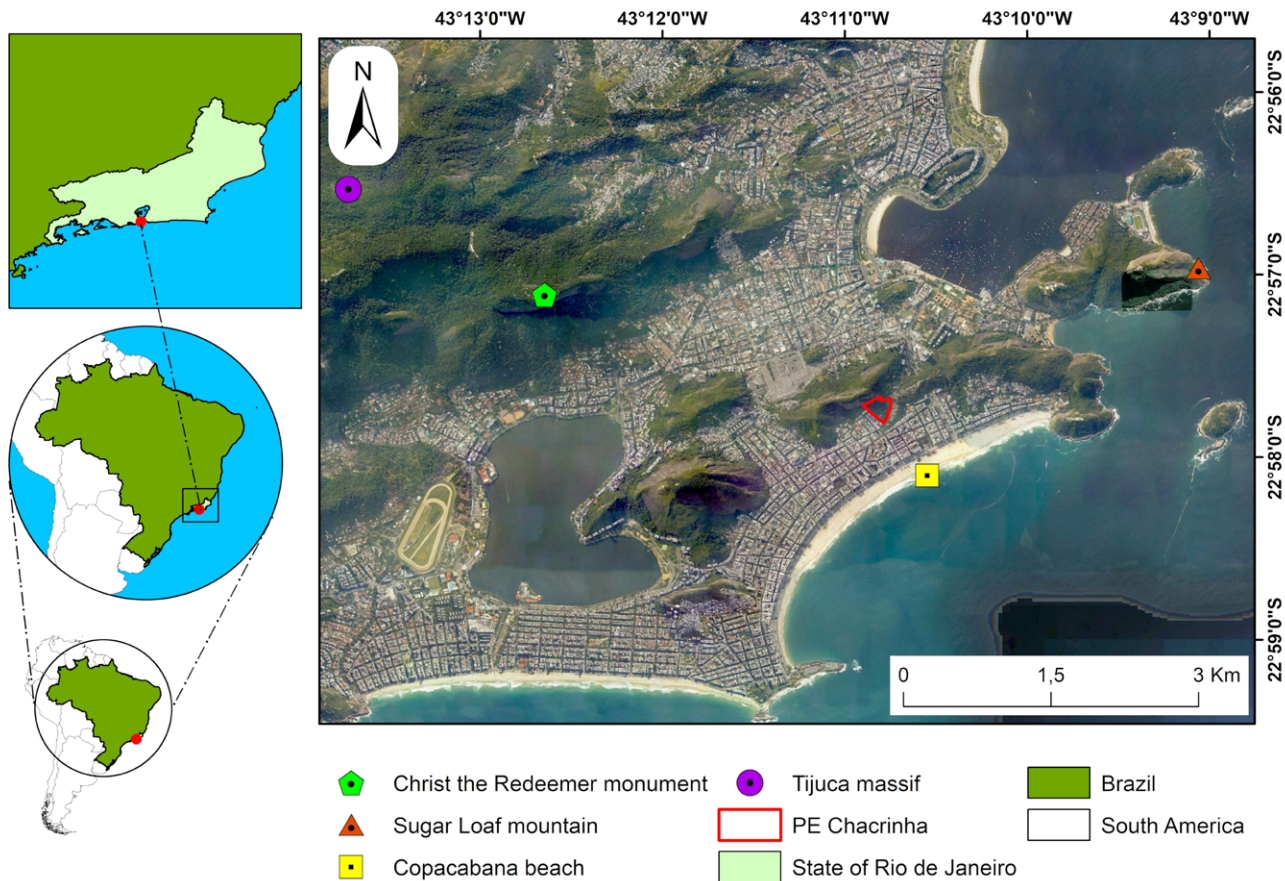 43°13'0"W 43°12'0"W 43°11'0"W 43°10'0"W 43°9'0"W
N
22°56'0"S
22°57'0"S
22°58'0"S
22°59'0"S
0 1,5 3 Km
Christ the Redeemer monument
Sugar Loaf mountain
Copacabana beach
Tijuca massif
PE Chacrinha
State of Rio de Janeiro
Brazil
South America